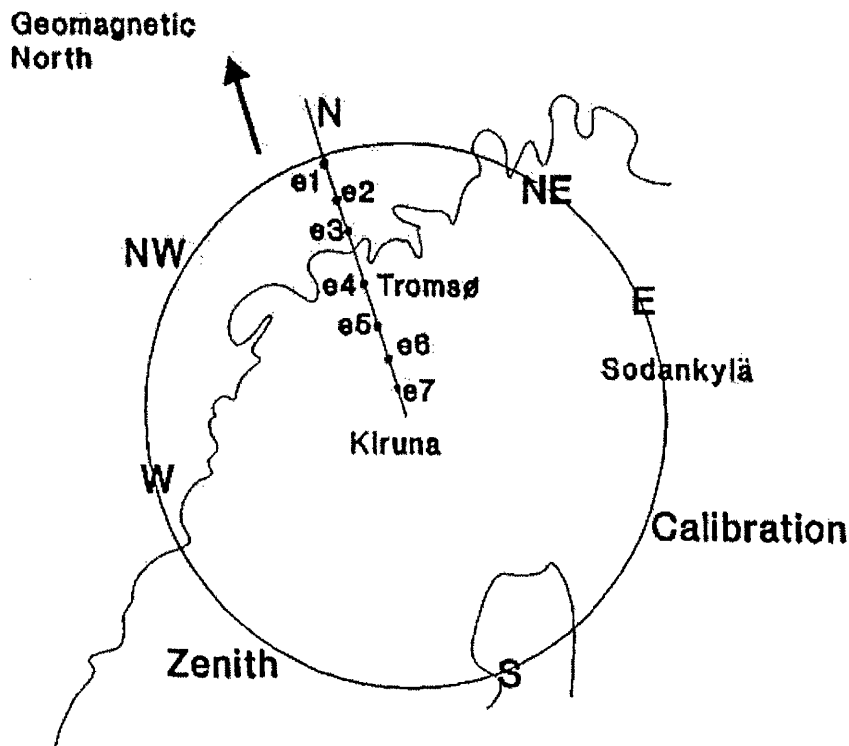 Geomagnetic
North
N
e1
e2
NE
e3
NW
e4 Tromsø
E
e5
e6
Sodankylä
e7
Kiruna
W
Calibration
Zenith
S